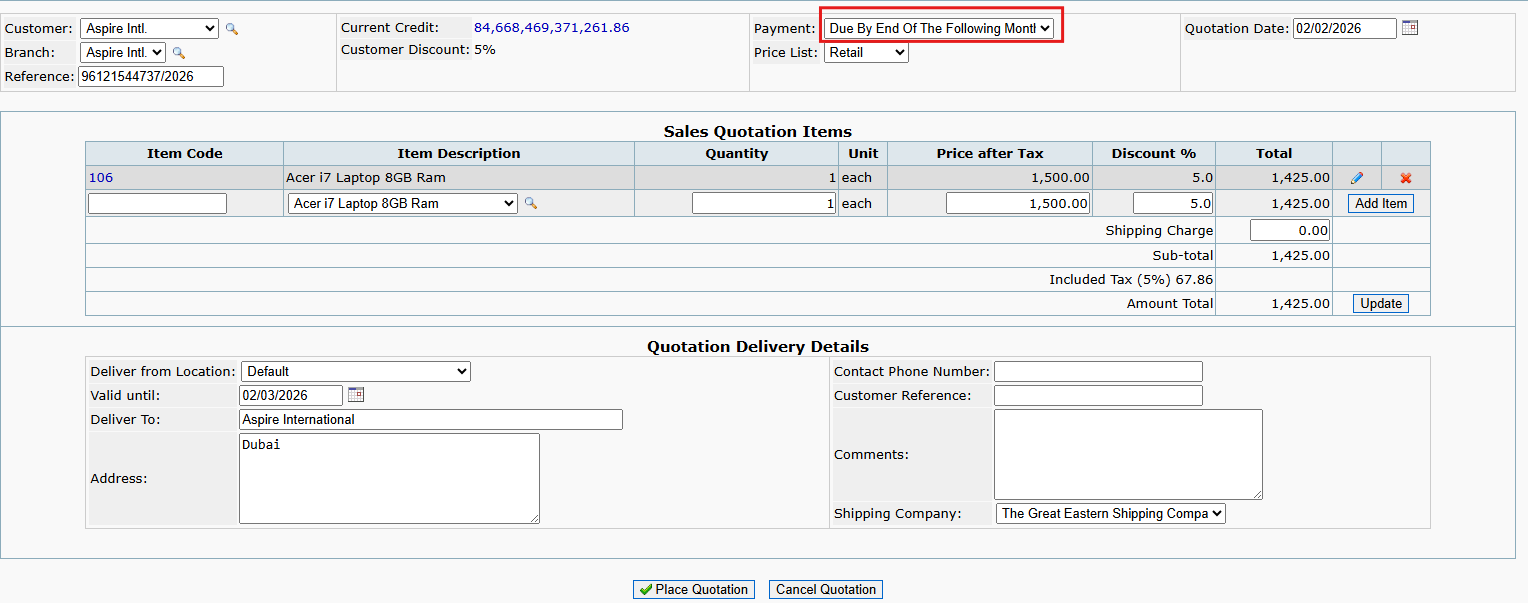 Customer: Aspire Intl. Current Credit: 84,668,469,371,261.86 Payment: Due By End Of The Following Month Quotation Date: 02/02/2026
Branch: Aspire Intl. Customer Discount: 5% Price List: Retail
Reference: 96121544737/2026
Sales Quotation Items
Item Code Item Description Quantity Unit Price after Tax Discount % Total
106 Acer i7 Laptop 8GB Ram 1 each 1,500.00 5.0 1,425.00
Acer i7 Laptop 8GB Ram 1 each 1,500.00 5.0 1,425.00 Add Item
Shipping Charge 0.00
Sub-total 1,425.00
Included Tax (5%) 67.86
Amount Total 1,425.00 Update
Quotation Delivery Details
Deliver from Location: Default Contact Phone Number:
Valid until: 02/03/2026 Customer Reference:
Deliver To: Aspire International
Address: Dubai Comments:
Shipping Company: The Great Eastern Shipping Compa
Place Quotation Cancel Quotation